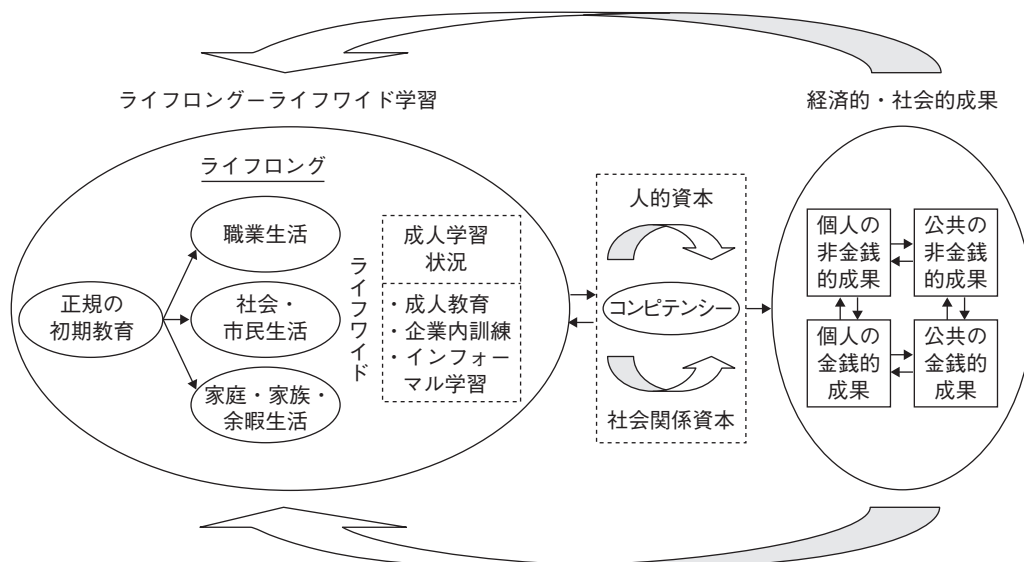 ライフロング－ライフワイド学習
経済的・社会的成果
ライフロング
正規の
初期教育
職業生活
社会・
市民生活
家庭・家族・
余暇生活
ライフワイド
成人学習
状況
・成人教育
・企業内訓練
・インフォー
マル学習
人的資本
コンピテンシー
社会関係資本
個人の
非金銭
的成果
公共の
非金銭
的成果
個人の
金銭的
成果
公共の
金銭的
成果